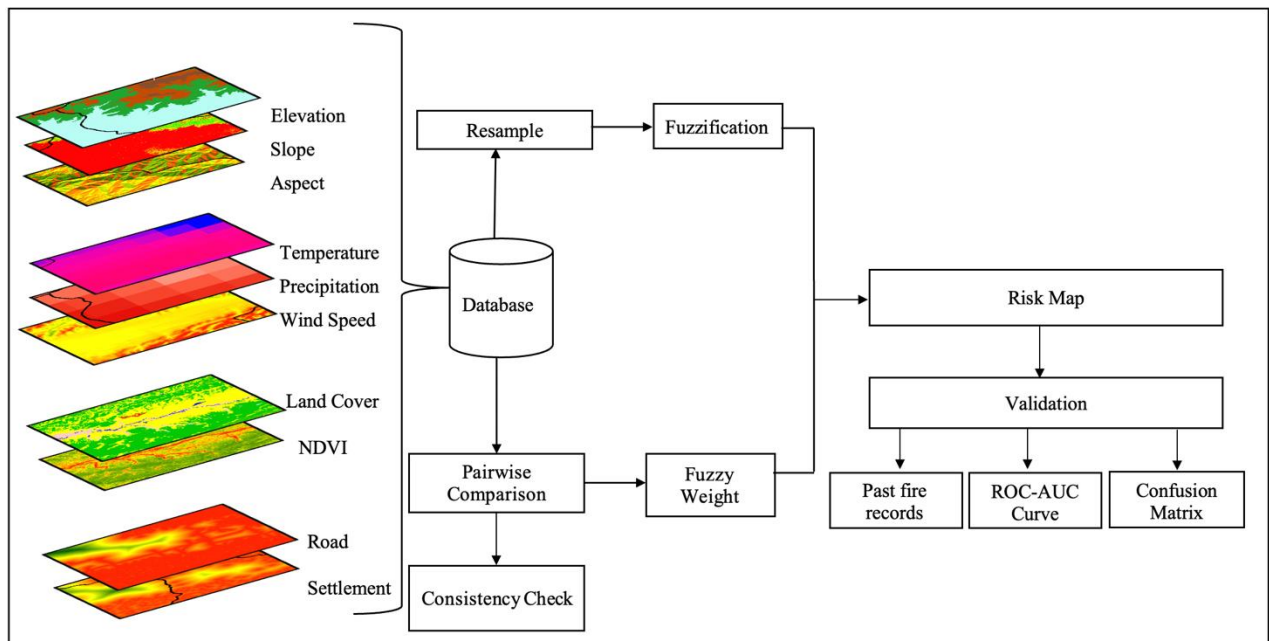 Elevation
Slope
Aspect
Temperature
Precipitation
Wind Speed
Land Cover
NDVI
Road
Settlement
Database
Resample
Fuzzification
Pairwise
Comparison
Fuzzy
Weight
Consistency Check
Risk Map
Validation
Past fire
records
ROC-AUC
Curve
Confusion
Matrix